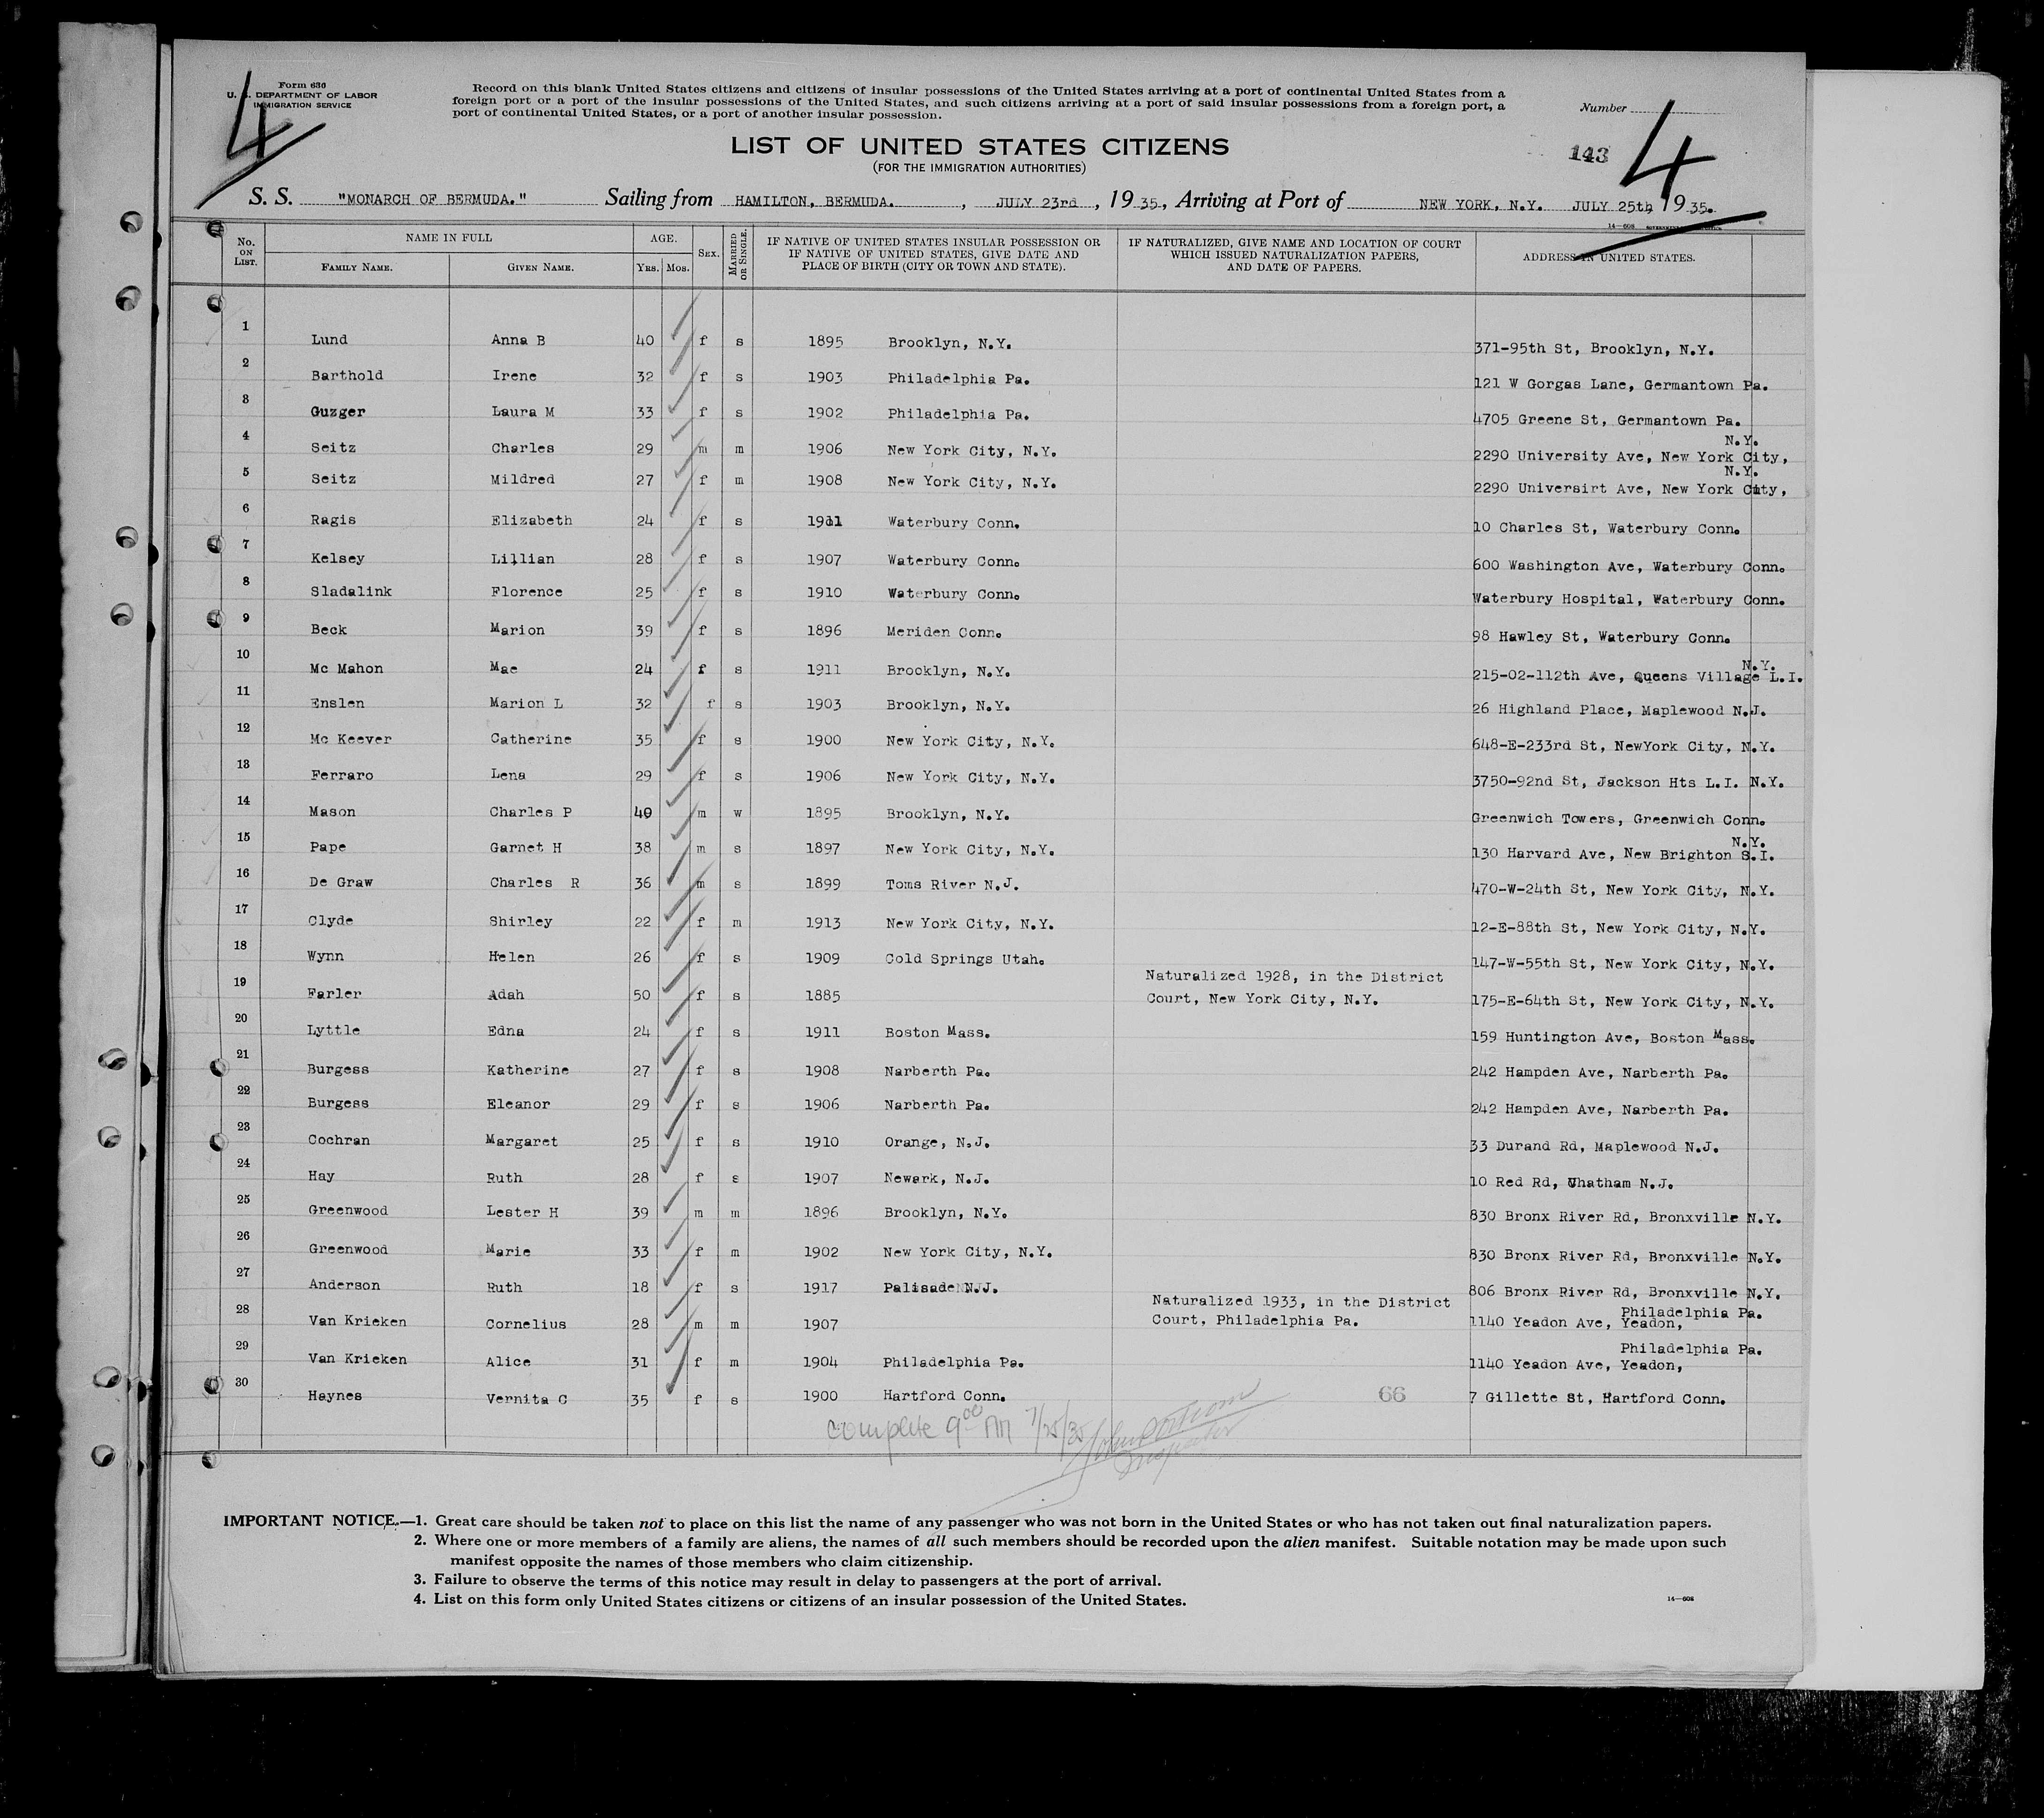 Form 630
U. S. DEPARTMENT OF LABOR
IMMIGRATION SERVICE
4
Record on this blank United States citizens and citizens of insular possessions of the United States arriving at a port of continental United States from a
foreign port or a port of the insular possessions of the United States, and such citizens arriving at a port of said insular possessions from a foreign port, a
port of continental United States, or a port of another insular possession.
Number
LIST OF UNITED STATES CITIZENS
(FOR THE IMMIGRATION AUTHORITIES)
143
4
S. S. "MONARCH OF BERMUDA." Sailing from HAMILTON, BERMUDA. , JULY 23rd , 19 35, Arriving at Port of NEW YORK, N.Y. JULY 25th, 19 35.
14—608
No. ON LIST. NAME IN FULL FAMILY NAME. GIVEN NAME. AGE. YRS. MOS. SEX. MARRIED OR SINGLE. IF NATIVE OF UNITED STATES INSULAR POSSESSION OR IF NATIVE OF UNITED STATES, GIVE DATE AND PLACE OF BIRTH (CITY OR TOWN AND STATE). IF NATURALIZED, GIVE NAME AND LOCATION OF COURT WHICH ISSUED NATURALIZATION PAPERS, AND DATE OF PAPERS. ADDRESS IN UNITED STATES.
1 Lund Anna B 40 f s 1895 Brooklyn, N.Y. 371-95th St, Brooklyn, N.Y.
2 Barthold Irene 32 f s 1903 Philadelphia Pa. 121 W Gorgas Lane, Germantown Pa.
3 Guzger Laura M 33 f s 1902 Philadelphia Pa. 4705 Greene St, Germantown Pa.
4 Seitz Charles 29 m m 1906 New York City, N.Y. 2290 University Ave, New York City, N.Y.
5 Seitz Mildred 27 f m 1908 New York City, N.Y. 2290 Universirt Ave, New York City, N.Y.
6 Ragis Elizabeth 24 f s 1911 Waterbury Conn. 10 Charles St, Waterbury Conn.
7 Kelsey Lillian 28 f s 1907 Waterbury Conn. 600 Washington Ave, Waterbury Conn.
8 Sladalink Florence 25 f s 1910 Waterbury Conn. Waterbury Hospital, Waterbury Conn.
9 Beck Marion 39 f s 1896 Meriden Conn. 98 Hawley St, Waterbury Conn.
10 Mc Mahon Mae 24 f s 1911 Brooklyn, N.Y. 215-02-112th Ave, Queens Village L.I. N.Y.
11 Enslen Marion L 32 f s 1903 Brooklyn, N.Y. 26 Highland Place, Maplewood N.J.
12 Mc Keever Catherine 35 f s 1900 New York City, N.Y. 648-E-233rd St, NewYork City, N.Y.
13 Ferraro Lena 29 f s 1906 New York City, N.Y. 3750-92nd St, Jackson Hts L.I. N.Y.
14 Mason Charles P 40 m w 1895 Brooklyn, N.Y. Greenwich Towers, Greenwich Conn.
15 Pape Garnet H 38 m s 1897 New York City, N.Y. 130 Harvard Ave, New Brighton S.I. N.Y.
16 De Graw Charles R 36 m s 1899 Toms River N.J. 470-W-24th St, New York City, N.Y.
17 Clyde Shirley 22 f m 1913 New York City, N.Y. 12-E-88th St, New York City, N.Y.
18 Wynn Helen 26 f s 1909 Cold Springs Utah. 147-W-55th St, New York City, N.Y.
19 Farler Adah 50 f s 1885 Naturalized 1928, in the District Court, New York City, N.Y. 175-E-64th St, New York City, N.Y.
20 Lyttle Edna 24 f s 1911 Boston Mass. 159 Huntington Ave, Boston Mass.
21 Burgess Katherine 27 f s 1908 Narberth Pa. 242 Hampden Ave, Narberth Pa.
22 Burgess Eleanor 29 f s 1906 Narberth Pa. 242 Hampden Ave, Narberth Pa.
23 Cochran Margaret 25 f s 1910 Orange, N.J. 33 Durand Rd, Maplewood N.J.
24 Hay Ruth 28 f s 1907 Newark, N.J. 10 Red Rd, Chatham N.J.
25 Greenwood Lester H 39 m m 1896 Brooklyn, N.Y. 830 Bronx River Rd, Bronxville N.Y.
26 Greenwood Marie 33 f m 1902 New York City, N.Y. 830 Bronx River Rd, Bronxville N.Y.
27 Anderson Ruth 18 f s 1917 Palisade N.J. 806 Bronx River Rd, Bronxville N.Y.
28 Van Krieken Cornelius 28 m m 1907 Naturalized 1933, in the District Court, Philadelphia Pa. 1140 Yeadon Ave, Yeadon, Philadelphia Pa.
29 Van Krieken Alice 31 f m 1904 Philadelphia Pa. 1140 Yeadon Ave, Yeadon, Philadelphia Pa.
30 Haynes Vernita C 35 f s 1900 Hartford Conn. 66 7 Gillette St, Hartford Conn.
complete 9 00 AM 7/25/35
Inspector
IMPORTANT NOTICE.—1. Great care should be taken not to place on this list the name of any passenger who was not born in the United States or who has not taken out final naturalization papers.
2. Where one or more members of a family are aliens, the names of all such members should be recorded upon the alien manifest. Suitable notation may be made upon such
manifest opposite the names of those members who claim citizenship.
3. Failure to observe the terms of this notice may result in delay to passengers at the port of arrival.
4. List on this form only United States citizens or citizens of an insular possession of the United States.
14—608